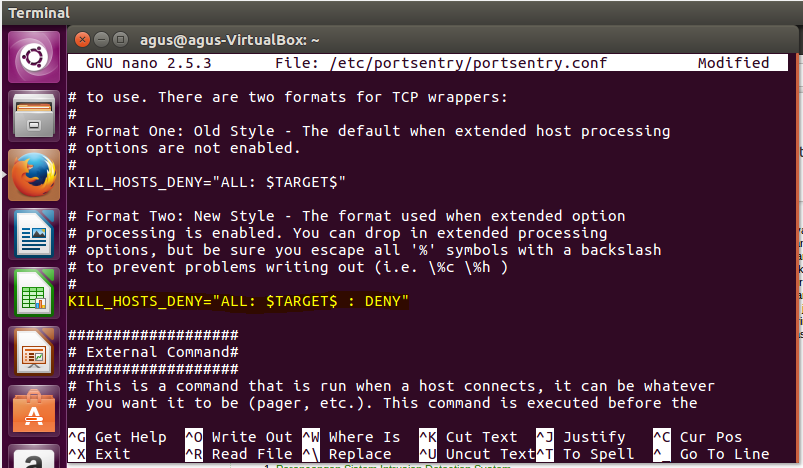 Terminal
agus@agus-VirtualBox: ~
GNU nano 2.5.3 File: /etc/portsentry/portsentry.conf Modified
# to use. There are two formats for TCP wrappers:
#
# Format One: Old Style - The default when extended host processing
# options are not enabled.
#
KILL_HOSTS_DENY="ALL: $TARGET$"
# Format Two: New Style - The format used when extended option
# processing is enabled. You can drop in extended processing
# options, but be sure you escape all '%' symbols with a backslash
# to prevent problems writing out (i.e. \%c \%h )
#
KILL_HOSTS_DENY="ALL: $TARGET$ : DENY"
###################
# External Command#
###################
# This is a command that is run when a host connects, it can be whatever
# you want it to be (pager, etc.). This command is executed before the
^G Get Help ^O Write Out ^W Where Is ^K Cut Text ^J Justify ^C Cur Pos
^X Exit ^R Read File ^\ Replace ^U Uncut Text ^T To Spell ^_ Go To Line